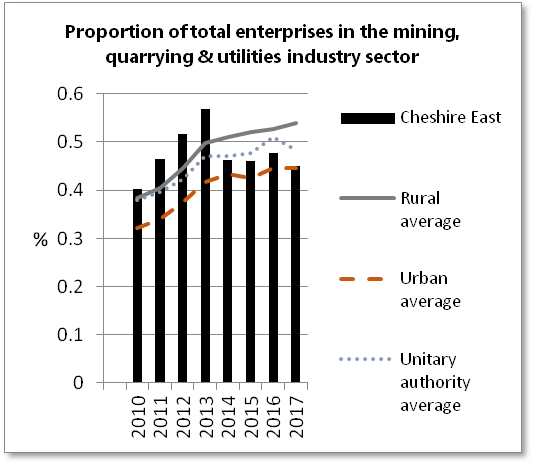 Proportion of total enterprises in the mining,
quarrying & utilities industry sector
0.6
0.5
0.4
0.3
0.2
0.1
0
%
2010
2011
2012
2013
2014
2015
2016
2017
Cheshire East
Rural
average
Urban
average
Unitary
authority
average